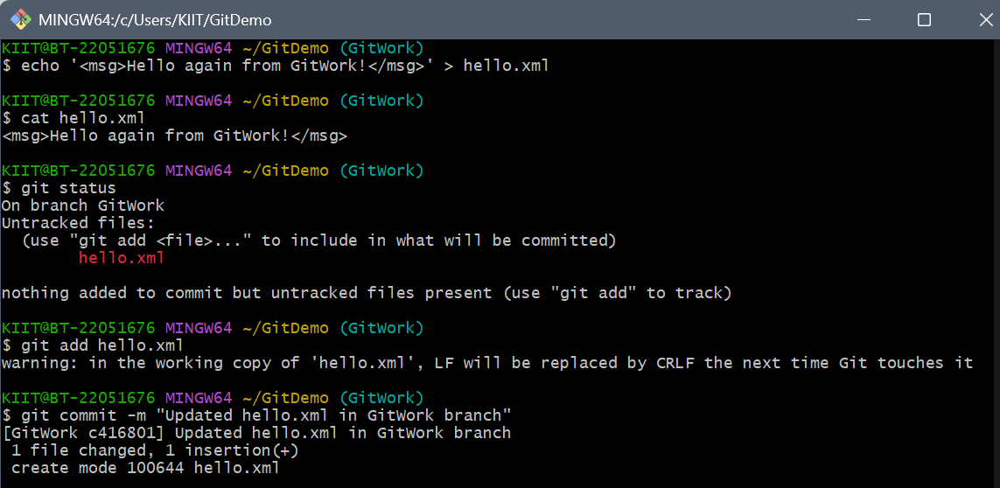 MINGW64:/c/Users/KIIT/GitDemo
KIIT@BT-22051676 MINGW64 ~/GitDemo (GitWork)
$ echo '<msg>Hello again from GitWork!</msg>' > hello.xml
KIIT@BT-22051676 MINGW64 ~/GitDemo (GitWork)
$ cat hello.xml
<msg>Hello again from GitWork!</msg>
KIIT@BT-22051676 MINGW64 ~/GitDemo (GitWork)
$ git status
On branch GitWork
Untracked files:
  (use "git add <file>..." to include in what will be committed)
        hello.xml
nothing added to commit but untracked files present (use "git add" to track)
KIIT@BT-22051676 MINGW64 ~/GitDemo (GitWork)
$ git add hello.xml
warning: in the working copy of 'hello.xml', LF will be replaced by CRLF the next time Git touches it
KIIT@BT-22051676 MINGW64 ~/GitDemo (GitWork)
$ git commit -m "Updated hello.xml in GitWork branch"
[GitWork c416801] Updated hello.xml in GitWork branch
 1 file changed, 1 insertion(+)
 create mode 100644 hello.xml